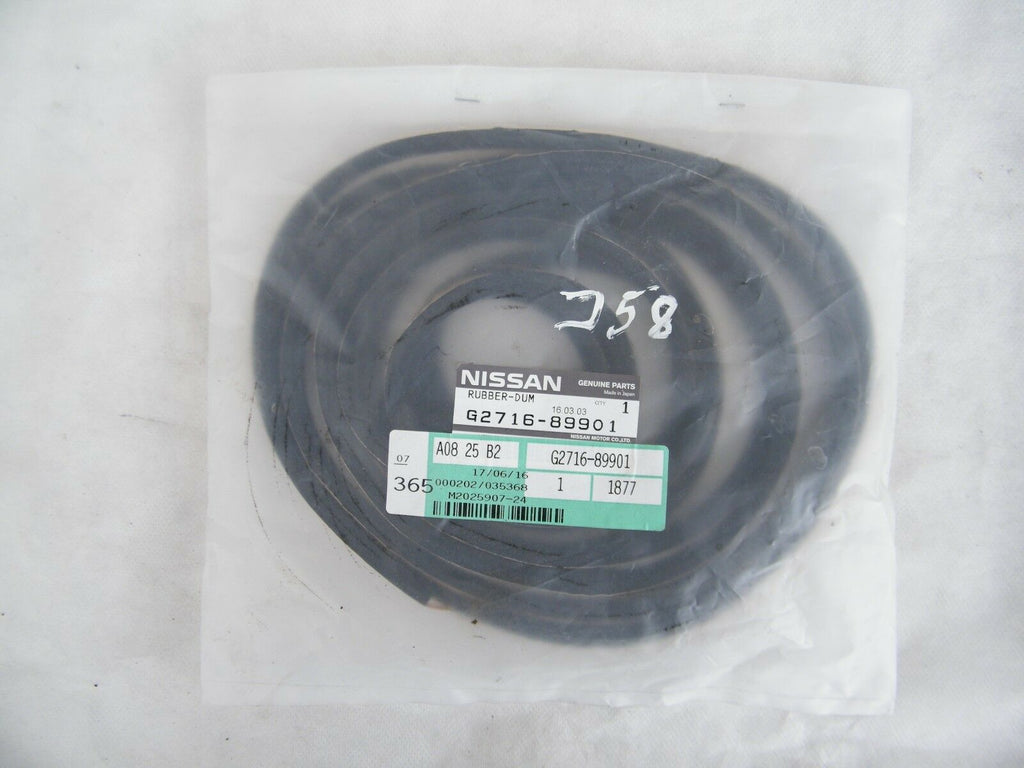 J58
NISSAN GENUINE PARTS
Made in Japan
RUBBER-DUM
16.03.03 QTY 1
G2716-89901
NISSAN MOTOR CO.,LTD.
A08 25 B2 G2716-89901
07 17/06/16
365 000202/035368 1 1877
M2025907-24